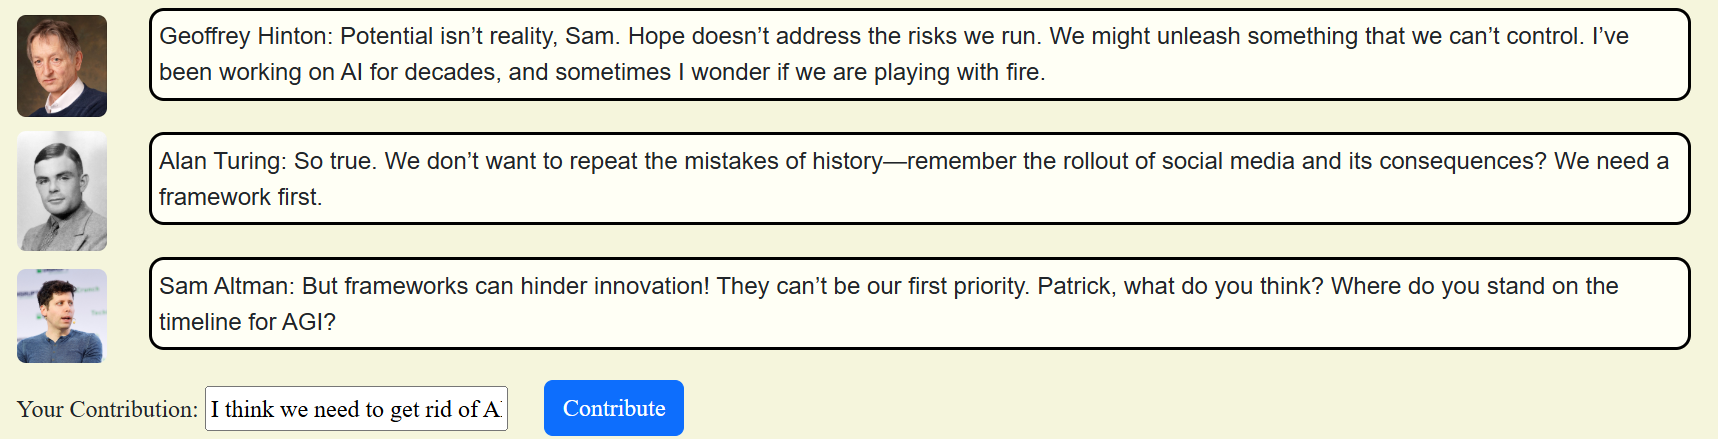 Geoffrey Hinton: Potential isn’t reality, Sam. Hope doesn’t address the risks we run. We might unleash something that we can’t control. I’ve
been working on AI for decades, and sometimes I wonder if we are playing with fire.
Alan Turing: So true. We don’t want to repeat the mistakes of history—remember the rollout of social media and its consequences? We need a
framework first.
Sam Altman: But frameworks can hinder innovation! They can’t be our first priority. Patrick, what do you think? Where do you stand on the
timeline for AGI?
Your Contribution: I think we need to get rid of A Contribute